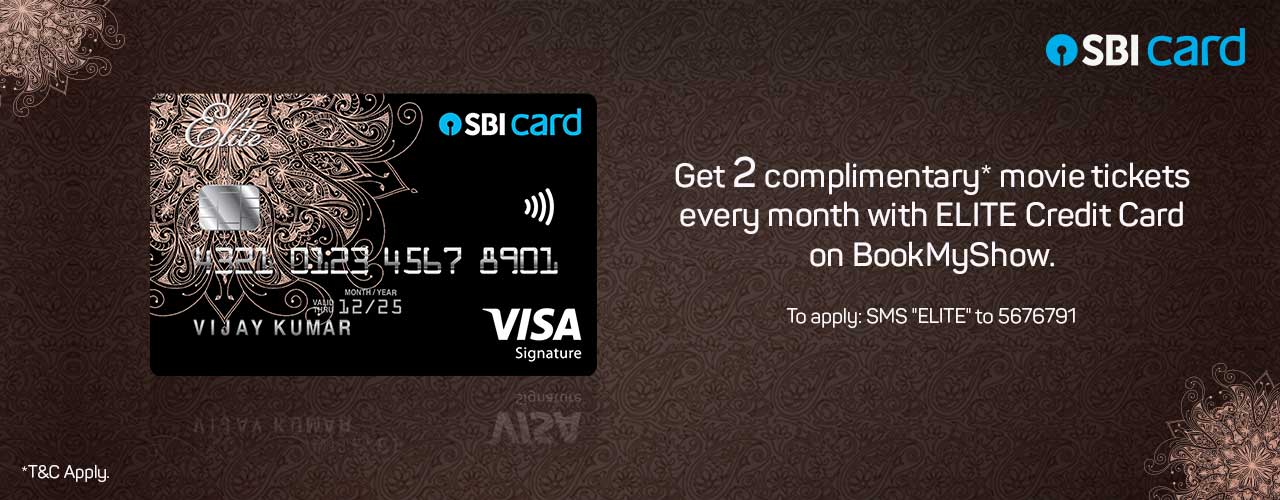 SBI card
Elite
SBI card
4321 0123 4567 8901
MONTH/YEAR
VALID THRU 12/25
VIJAY KUMAR
VISA
Signature
Get 2 complimentary* movie tickets
every month with ELITE Credit Card
on BookMyShow.
To apply: SMS "ELITE" to 5676791
*T&C Apply.